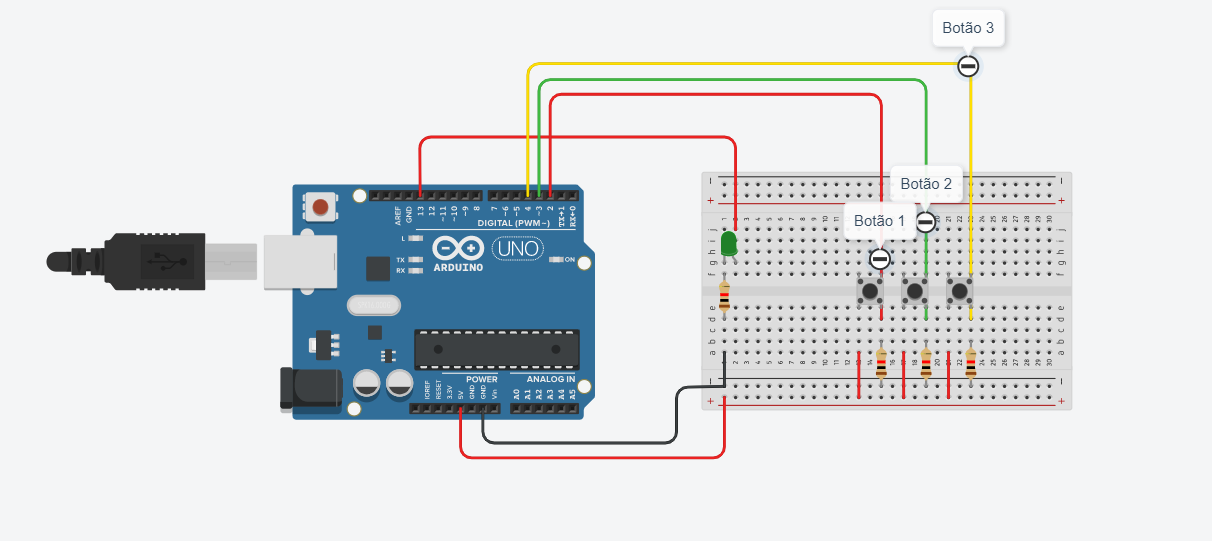 Botão 3
Botão 2
Botão 1
AREF
GND
13
12
~11
~10
~9
8
7
~6
~5
4
~3
2
TX→1
RX←0
DIGITAL (PWM~)
L
TX
RX
ARDUINO
UNO
ON
POWER
ANALOG IN
IOREF
RESET
3.3V
5V
GND
GND
Vin
A0
A1
A2
A3
A4
A5
j
i
h
g
f
e
d
c
b
a
j
i
h
g
f
e
d
c
b
a